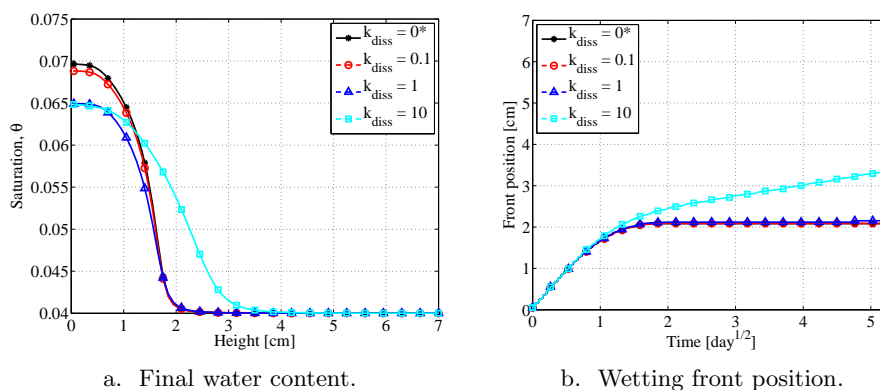 k_diss = 0*
k_diss = 0.1
k_diss = 1
k_diss = 10
0.07
0.065
0.06
0.055
0.05
0.045
0.04
Saturation, θ
0 1 2 3 4 5 6 7
Height [cm]
a. Final water content.
k_diss = 0*
k_diss = 0.1
k_diss = 1
k_diss = 10
7
6
5
4
3
2
1
0
Front position [cm]
0 1 2 3 4 5
Time [day^1/2]
b. Wetting front position.